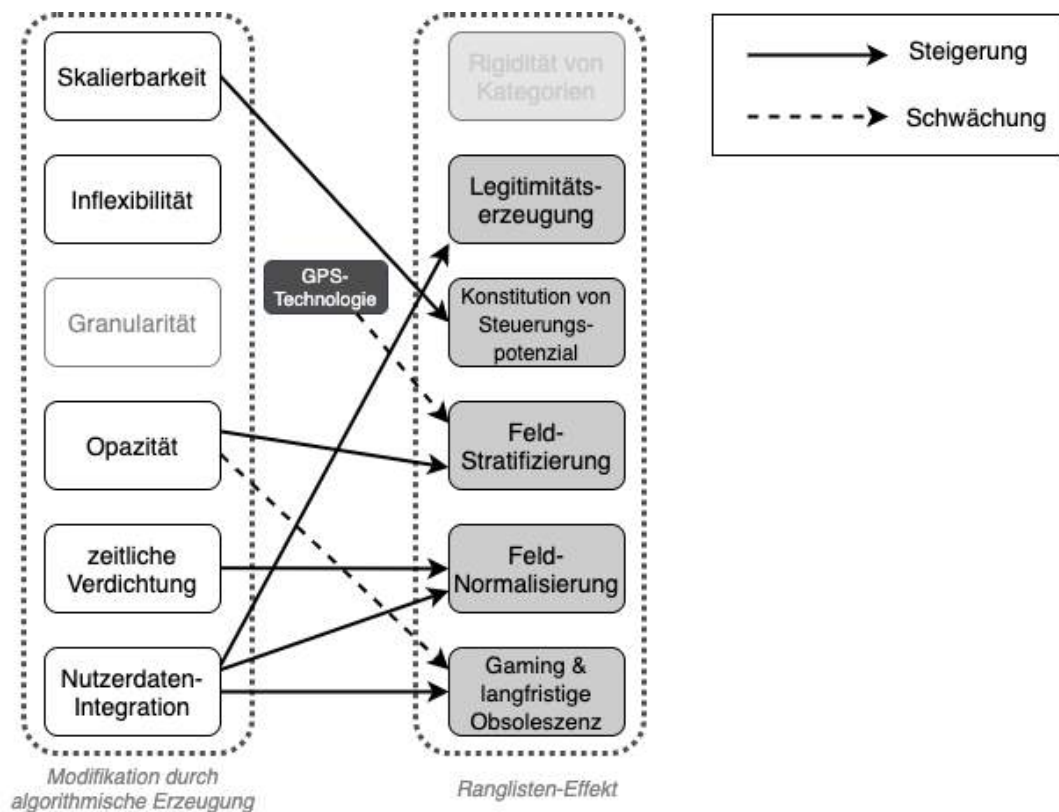 Skalierbarkeit
Inflexibilität
Granularität
Opazität
zeitliche
Verdichtung
Nutzerdaten-
Integration
Modifikation durch
algorithmische Erzeugung
GPS-
Technologie
Rigidität von
Kategorien
Legitimitäts-
erzeugung
Konstitution von
Steuerungs-
potenzial
Feld-
Stratifizierung
Feld-
Normalisierung
Gaming &
langfristige
Obsoleszenz
Ranglisten-Effekt
Steigerung
Schwächung